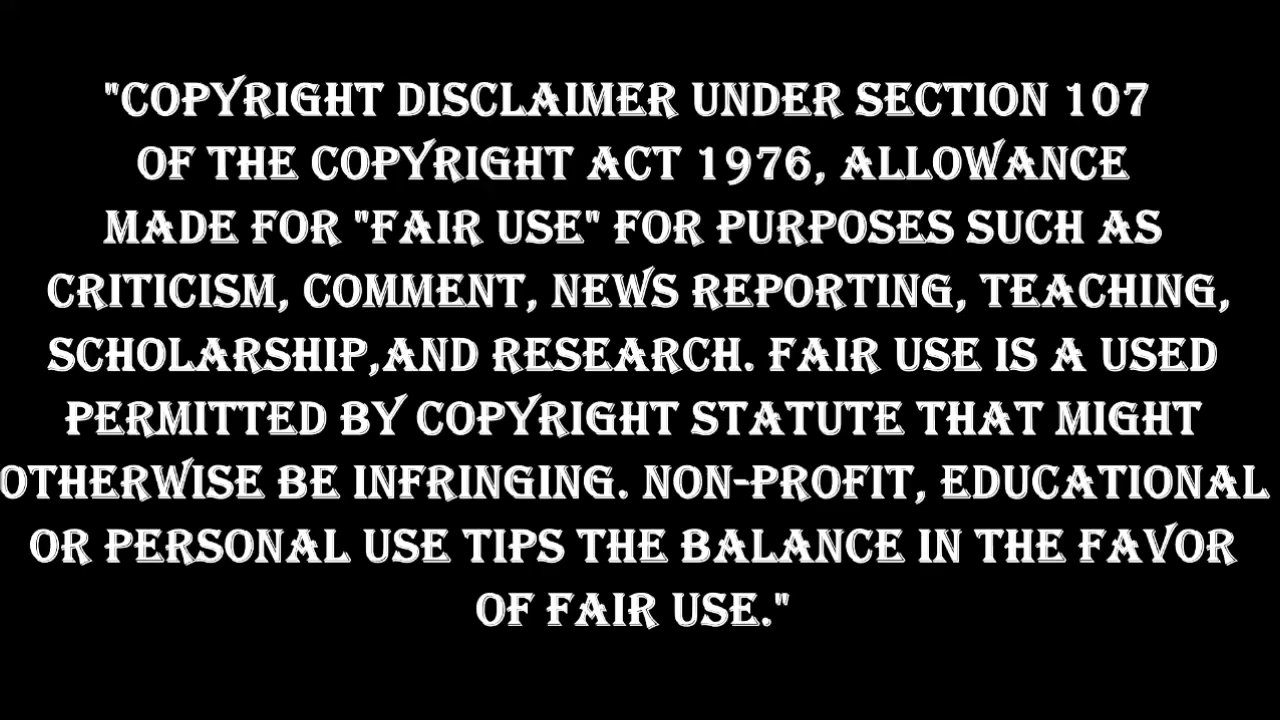 "COPYRIGHT DISCLAIMER UNDER SECTION 107
OF THE COPYRIGHT ACT 1976, ALLOWANCE
MADE FOR "FAIR USE" FOR PURPOSES SUCH AS
CRITICISM, COMMENT, NEWS REPORTING, TEACHING,
SCHOLARSHIP,AND RESEARCH. FAIR USE IS A USED
PERMITTED BY COPYRIGHT STATUTE THAT MIGHT
OTHERWISE BE INFRINGING. NON-PROFIT, EDUCATIONAL
OR PERSONAL USE TIPS THE BALANCE IN THE FAVOR
OF FAIR USE."